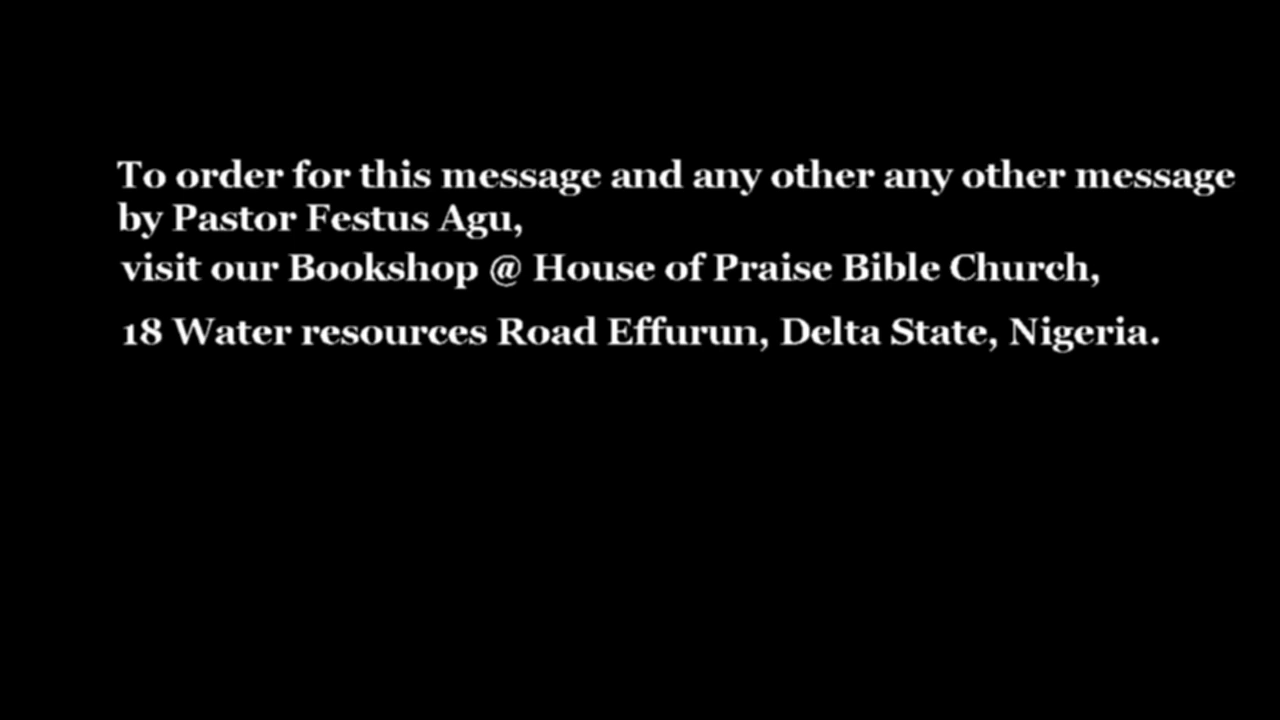 To order for this message and any other any other message
by Pastor Festus Agu,
visit our Bookshop @ House of Praise Bible Church,
18 Water resources Road Effurun, Delta State, Nigeria.